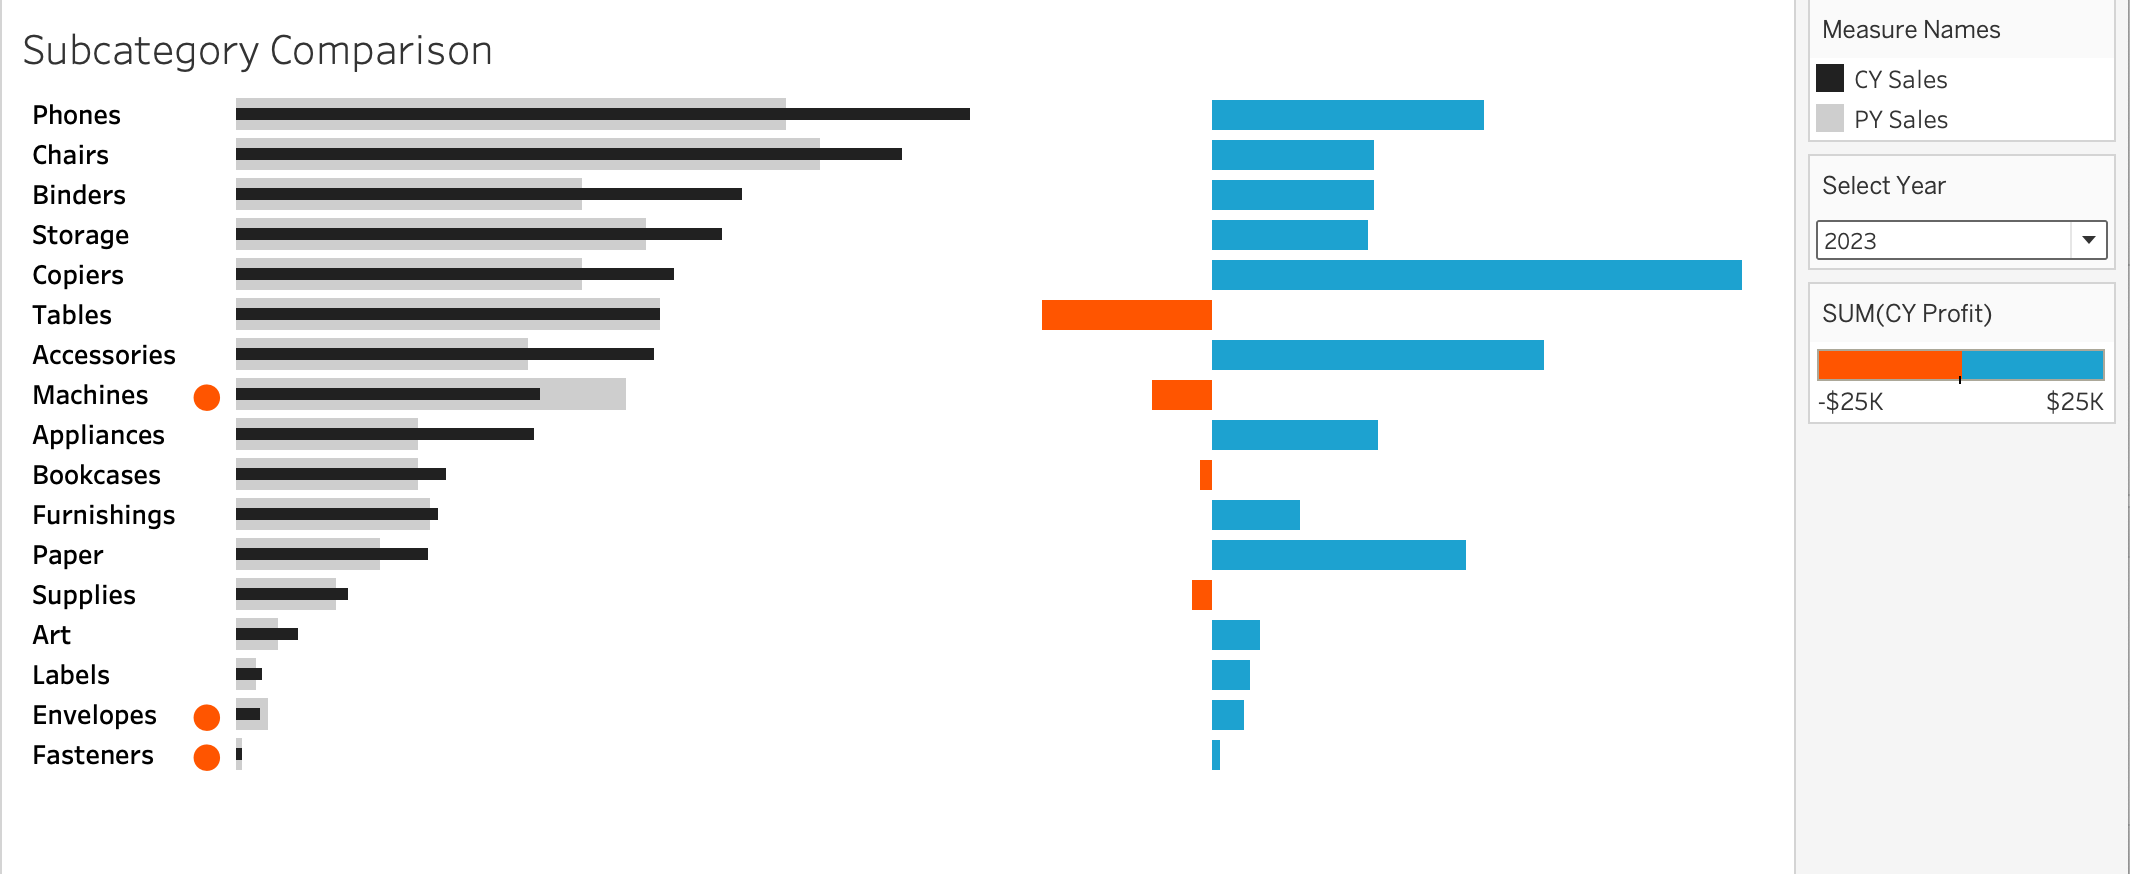 Subcategory Comparison
Phones
Chairs
Binders
Storage
Copiers
Tables
Accessories
Machines
Appliances
Bookcases
Furnishings
Paper
Supplies
Art
Labels
Envelopes
Fasteners
Measure Names
CY Sales
PY Sales
Select Year
2023
SUM(CY Profit)
-$25K $25K